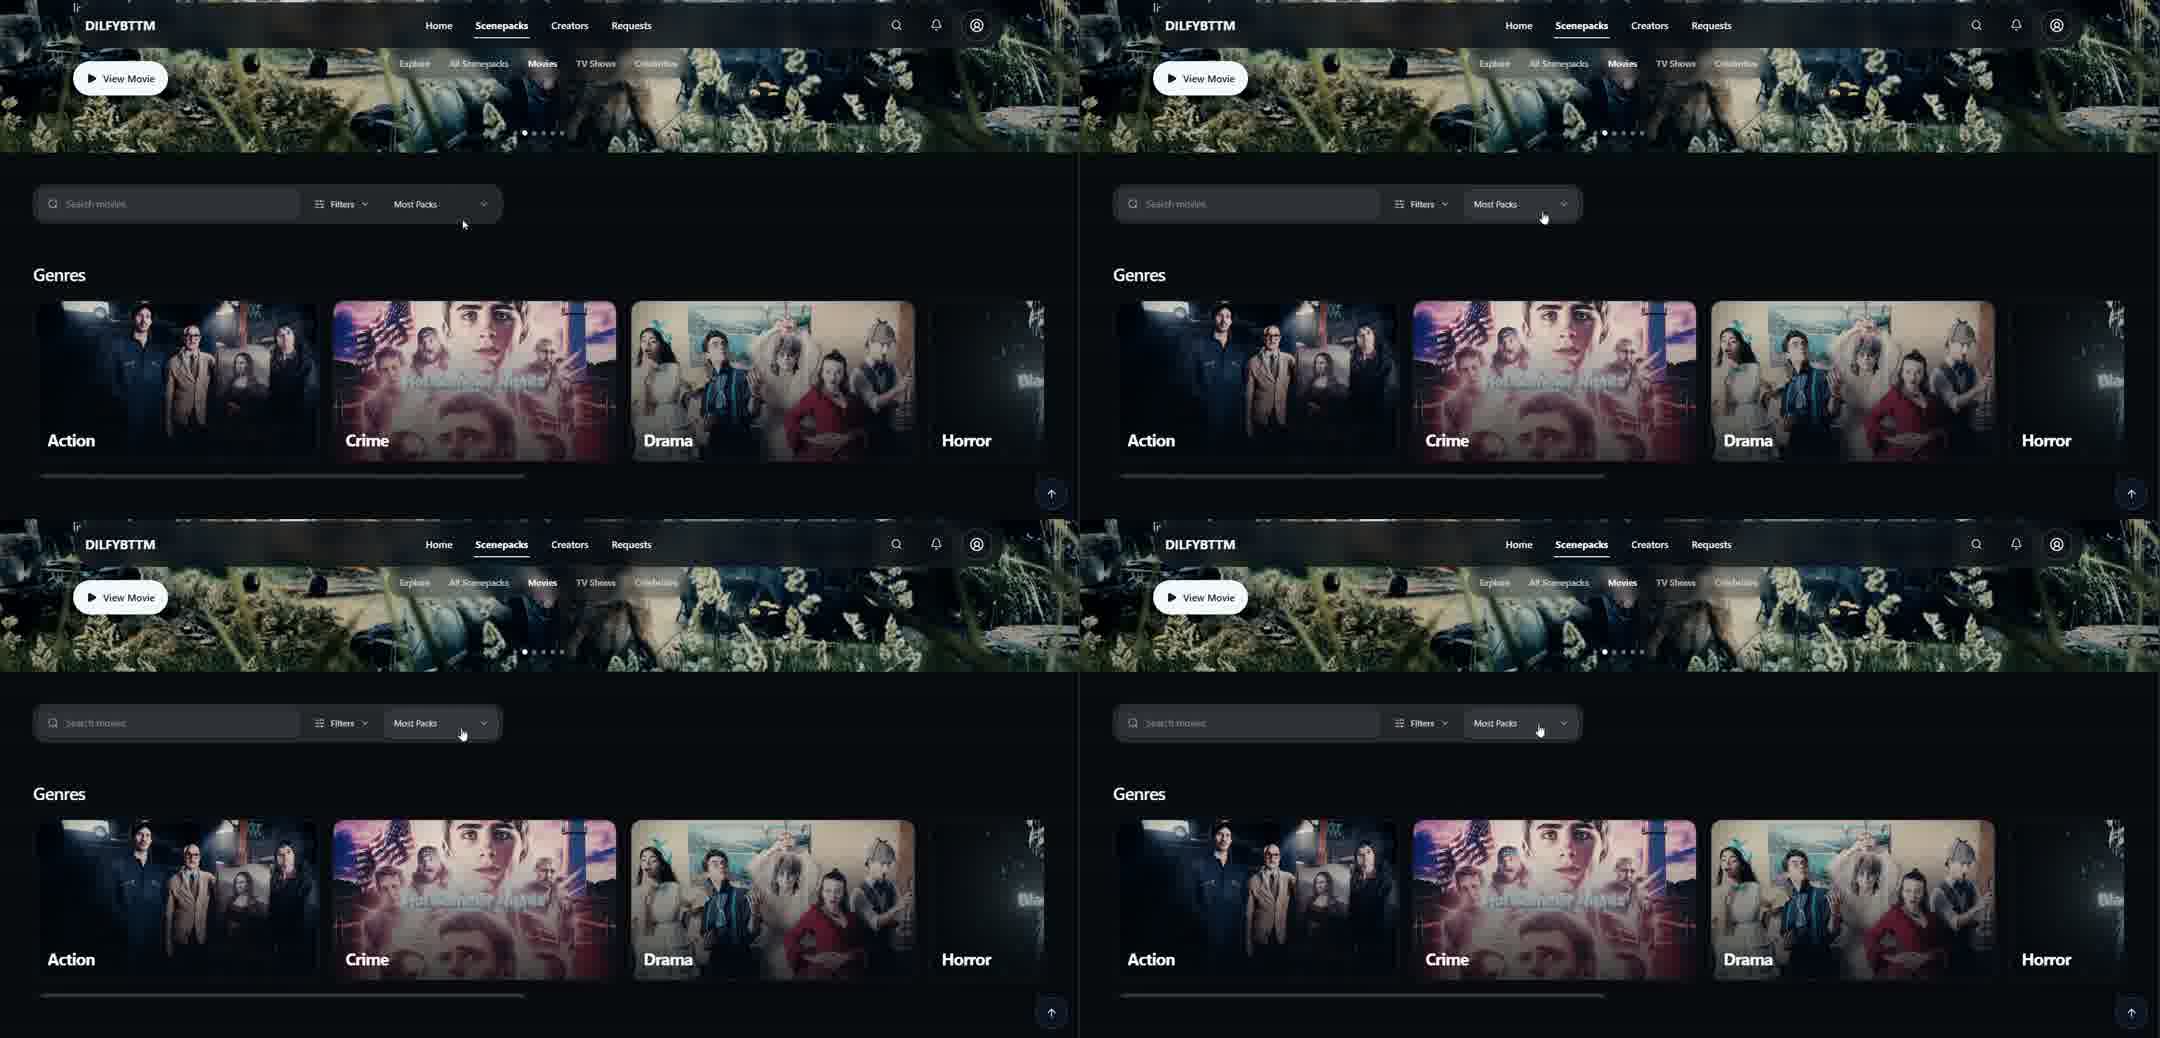 DILFYBTTM Home Scenepacks Creators Requests
Explore All Scenepacks Movies TV Shows Celebrities
View Movie
Search movies Filters Most Packs
Genres
Action Crime Drama Horror
DILFYBTTM Home Scenepacks Creators Requests
Explore All Scenepacks Movies TV Shows Celebrities
View Movie
Search movies Filters Most Packs
Genres
Action Crime Drama Horror
DILFYBTTM Home Scenepacks Creators Requests
Explore All Scenepacks Movies TV Shows Celebrities
View Movie
Search movies Filters Most Packs
Genres
Action Crime Drama Horror
DILFYBTTM Home Scenepacks Creators Requests
Explore All Scenepacks Movies TV Shows Celebrities
View Movie
Search movies Filters Most Packs
Genres
Action Crime Drama Horror